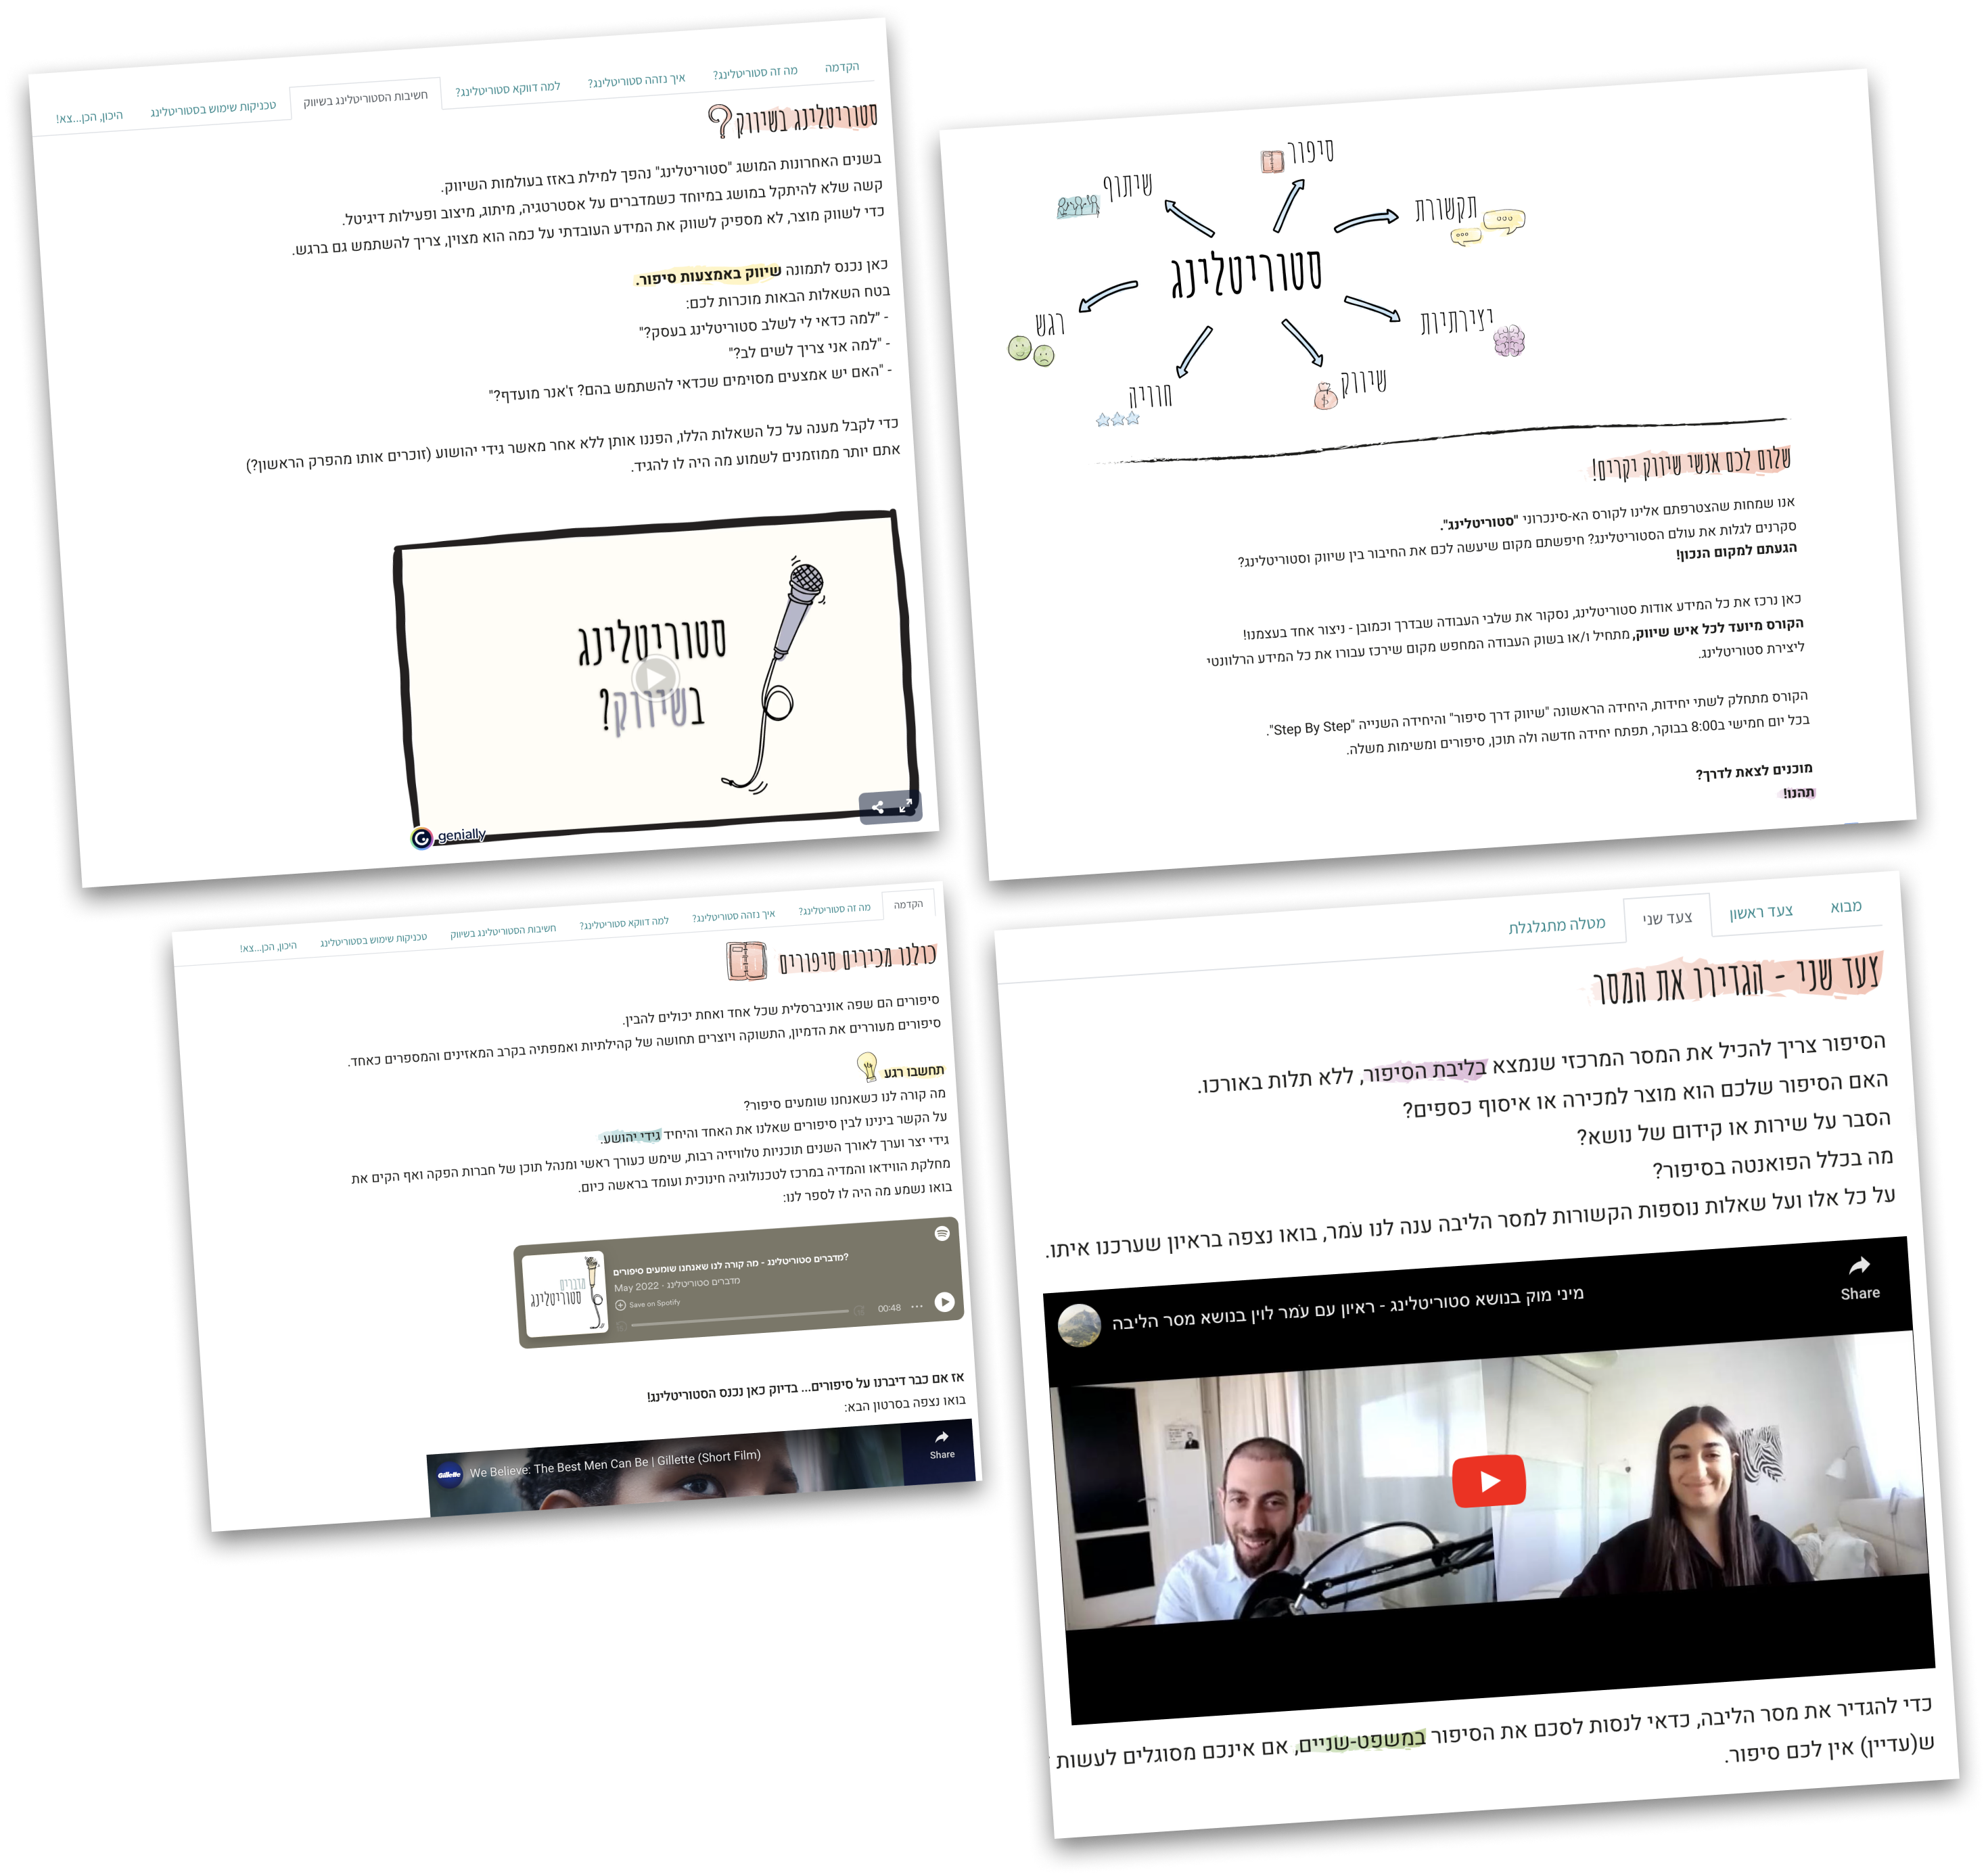 הקדמה
מה זה סטוריטלינג?
איך נזהה סטוריטלינג?
למה דווקא סטוריטלינג?
חשיבות הסטוריטלינג בשיווק
טכניקות שימוש בסטוריטלינג
היכון, הכן...צא!
סטוריטלינג בשיווק?
בשנים האחרונות המושג "סטוריטלינג" נהפך למילת באזז בעולמות השיווק.
קשה שלא להיתקל במושג במיוחד כשמדברים על אסטרטגיה, מיתוג, מיצוב ופעילות דיגיטל.
כדי לשווק מוצר, לא מספיק לשווק את המידע העובדתי על כמה הוא מצוין, צריך להשתמש גם ברגש.
כאן נכנס לתמונה שיווק באמצעות סיפור.
בטח השאלות הבאות מוכרות לכם:
- "למה כדאי לי לשלב סטוריטלינג בעסק?"
- "למה אני צריך לשים לב?"
- "האם יש אמצעים מסוימים שכדאי להשתמש בהם? ז'אנר מועדף?"
כדי לקבל מענה על כל השאלות הללו, הפננו אותן ללא אחר מאשר גידי יהושוע (זוכרים אותו מהפרק הראשון?)
אתם יותר ממוזמנים לשמוע מה היה לו להגיד.
סטוריטלינג
בשיווק?
genially
סיפור
שיתוף
תקשורת
סטוריטלינג
רגש
יצירתיות
חוויה
שיווק
שלום לכם אנשי שיווק יקרים!
אנו שמחות שהצטרפתם אלינו לקורס הא-סינכרוני "סטוריטלינג".
סקרנים לגלות את עולם הסטוריטלינג? חיפשתם מקום שיעשה לכם את החיבור בין שיווק וסטוריטלינג?
הגעתם למקום הנכון!
כאן נרכז את כל המידע אודות סטוריטלינג, נסקור את שלבי העבודה שבדרך וכמובן - ניצור אחד בעצמנו!
הקורס מיועד לכל איש שיווק, מתחיל ו/או בשוק העבודה המחפש מקום שירכז עבורו את כל המידע הרלוונטי
ליצירת סטוריטלינג.
הקורס מתחלק לשתי יחידות, היחידה הראשונה "שיווק דרך סיפור" והיחידה השנייה "Step By Step".
בכל יום חמישי ב8:00 בבוקר, תפתח יחידה חדשה ולה תוכן, סיפורים ומשימות משלה.
מוכנים לצאת לדרך?
תהנו!
הקדמה
מה זה סטוריטלינג?
איך נזהה סטוריטלינג?
למה דווקא סטוריטלינג?
חשיבות הסטוריטלינג בשיווק
טכניקות שימוש בסטוריטלינג
היכון, הכן...צא!
כולנו מכירים סיפורים
סיפורים הם שפה אוניברסלית שכל אחד ואחת יכולים להבין.
סיפורים מעוררים את הדמיון, התשוקה ויוצרים תחושה של קהילתיות ואמפתיה בקרב המאזינים והמספרים כאחד.
תחשבו רגע
מה קורה לנו כשאנחנו שומעים סיפור?
על הקשר בינינו לבין סיפורים שאלנו את האחד והיחיד גידי יהושע.
גידי יצר וערך לאורך השנים תוכניות טלוויזיה רבות, שימש כעורך ראשי ומנהל תוכן של חברות הפקה ואף הקים את
מחלקת הווידאו והמדיה במרכז לטכנולוגיה חינוכית ועומד בראשה כיום.
בואו נשמע מה היה לו לספר לנו:
מדברים
סטוריטלינג
מדברים סטוריטלינג - מה קורה לנו שאנחנו שומעים סיפורים?
May 2022 · מדברים סטוריטלינג
Save on Spotify
00:48
אז אם כבר דיברנו על סיפורים... בדיוק כאן נכנס הסטוריטלינג!
בואו נצפה בסרטון הבא:
Gillette
We Believe: The Best Men Can Be | Gillette (Short Film)
Share
מבוא
צעד ראשון
צעד שני
מטלה מתגלגלת
צעד שני - הגדירו את המסר
הסיפור צריך להכיל את המסר המרכזי שנמצא בליבת הסיפור, ללא תלות באורכו.
האם הסיפור שלכם הוא מוצר למכירה או איסוף כספים?
הסבר על שירות או קידום של נושא?
מה בכלל הפואנטה בסיפור?
על כל אלו ועל שאלות נוספות הקשורות למסר הליבה ענה לנו עֹמר, בואו נצפה בראיון שערכנו איתו.
מיני מוק בנושא סטוריטלינג - ראיון עם עֹמר לוין בנושא מסר הליבה
Share
כדי להגדיר את מסר הליבה, כדאי לנסות לסכם את הסיפור במשפט-שניים, אם אינכם מסוגלים לעשות
ש(עדיין) אין לכם סיפור.